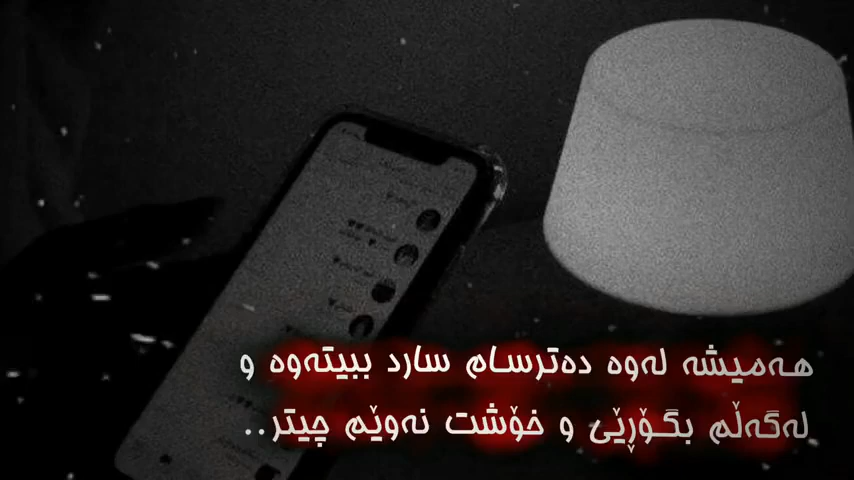 هەمیشە لەوە دەترسام سارد ببیتەوە و
لەگەڵم بگۆڕێی و خۆشت نەوێم چیتر..